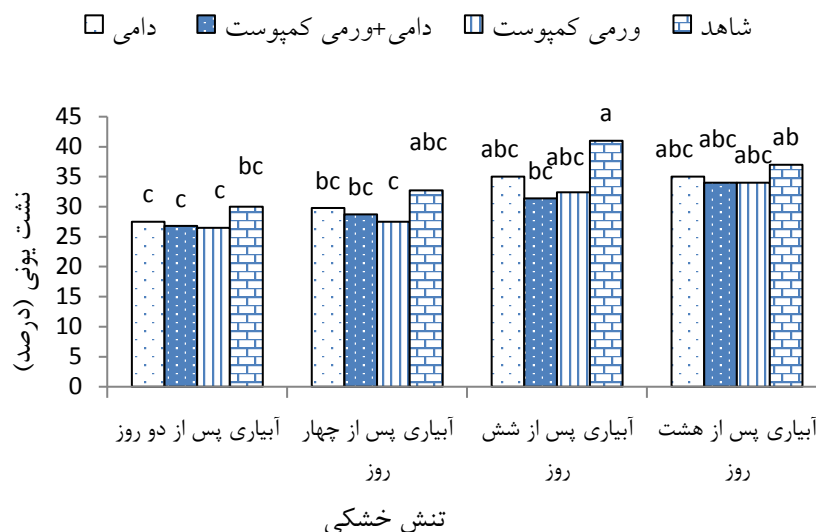 دامی
دامی+ورمی کمپوست
ورمی کمپوست
شاهد
نشت یونی (درصد)
45
40
35
30
25
20
15
10
5
0
c c c bc
bc bc c abc
abc bc abc a
abc abc abc ab
آبیاری پس از دو روز
آبیاری پس از چهار
روز
آبیاری پس از شش
روز
آبیاری پس از هشت
روز
تنش خشکی